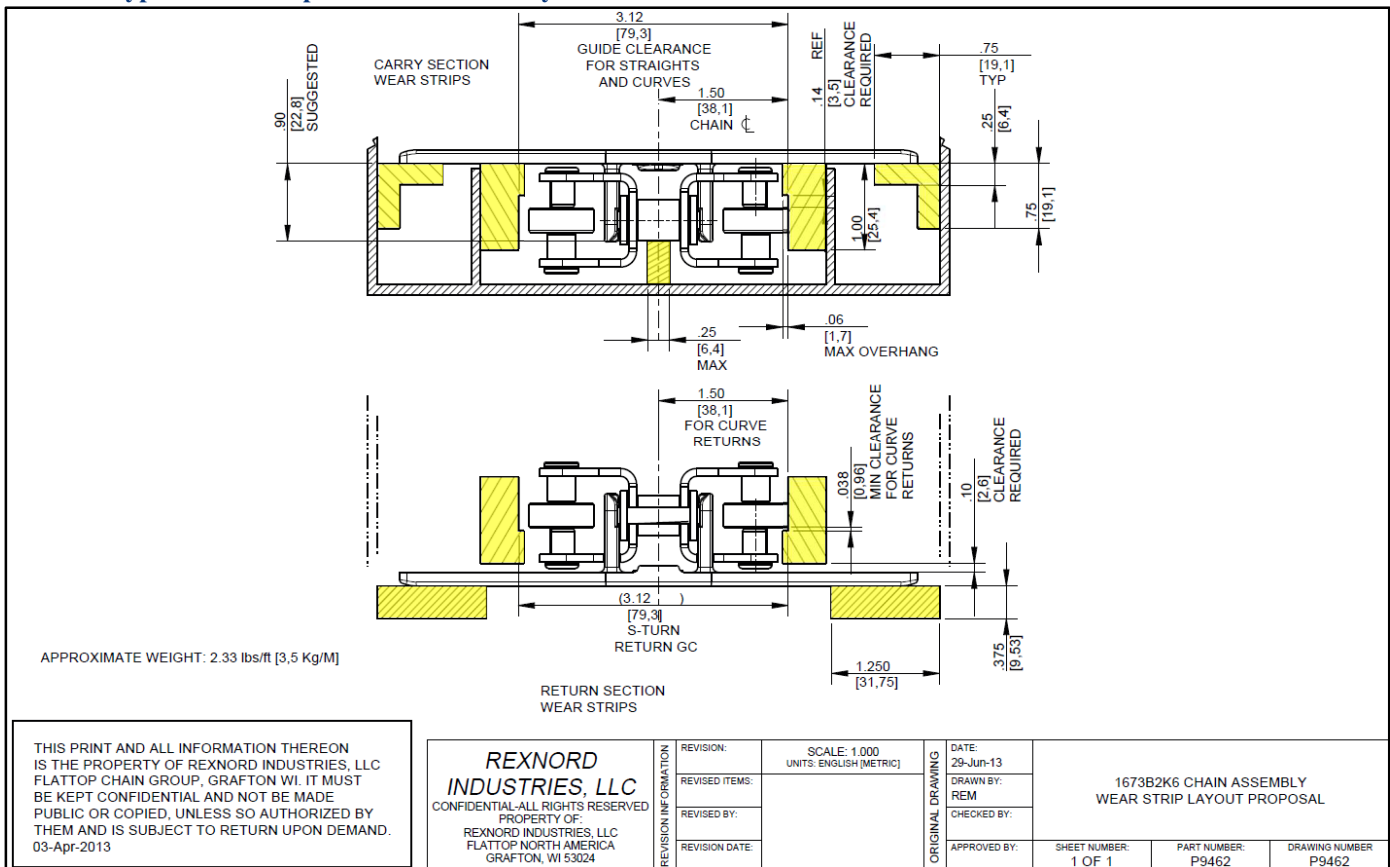 3.12
[79,3]
GUIDE CLEARANCE
FOR STRAIGHTS
AND CURVES
CARRY SECTION
WEAR STRIPS
.90
[22,8]
SUGGESTED
1.50
[38,1]
CHAIN ℄
.14 REF
[3,5]
CLEARANCE
REQUIRED
.75
[19,1]
TYP
.25
[6,4]
.75
[19,1]
1.00
[25,4]
.25
[6,4]
MAX
.06
[1,7]
MAX OVERHANG
1.50
[38,1]
FOR CURVE
RETURNS
.038
[0,96]
MIN CLEARANCE
FOR CURVE
RETURNS
.10
[2,6]
CLEARANCE
REQUIRED
(3.12 )
[79,3]
S-TURN
RETURN GC
.375
[9,53]
1.250
[31,75]
APPROXIMATE WEIGHT: 2.33 lbs/ft [3,5 Kg/M]
RETURN SECTION
WEAR STRIPS
THIS PRINT AND ALL INFORMATION THEREON
IS THE PROPERTY OF REXNORD INDUSTRIES, LLC
FLATTOP CHAIN GROUP, GRAFTON WI. IT MUST
BE KEPT CONFIDENTIAL AND NOT BE MADE
PUBLIC OR COPIED, UNLESS SO AUTHORIZED BY
THEM AND IS SUBJECT TO RETURN UPON DEMAND.
03-Apr-2013
REXNORD
INDUSTRIES, LLC
CONFIDENTIAL-ALL RIGHTS RESERVED
PROPERTY OF:
REXNORD INDUSTRIES, LLC
FLATTOP NORTH AMERICA
GRAFTON, WI 53024
REVISION INFORMATION
REVISION:
REVISED ITEMS:
REVISED BY:
REVISION DATE:
SCALE: 1.000
UNITS: ENGLISH [METRIC]
ORIGINAL DRAWING
DATE:
29-Jun-13
DRAWN BY:
REM
CHECKED BY:
APPROVED BY:
1673B2K6 CHAIN ASSEMBLY
WEAR STRIP LAYOUT PROPOSAL
SHEET NUMBER:
1 OF 1
PART NUMBER:
P9462
DRAWING NUMBER
P9462